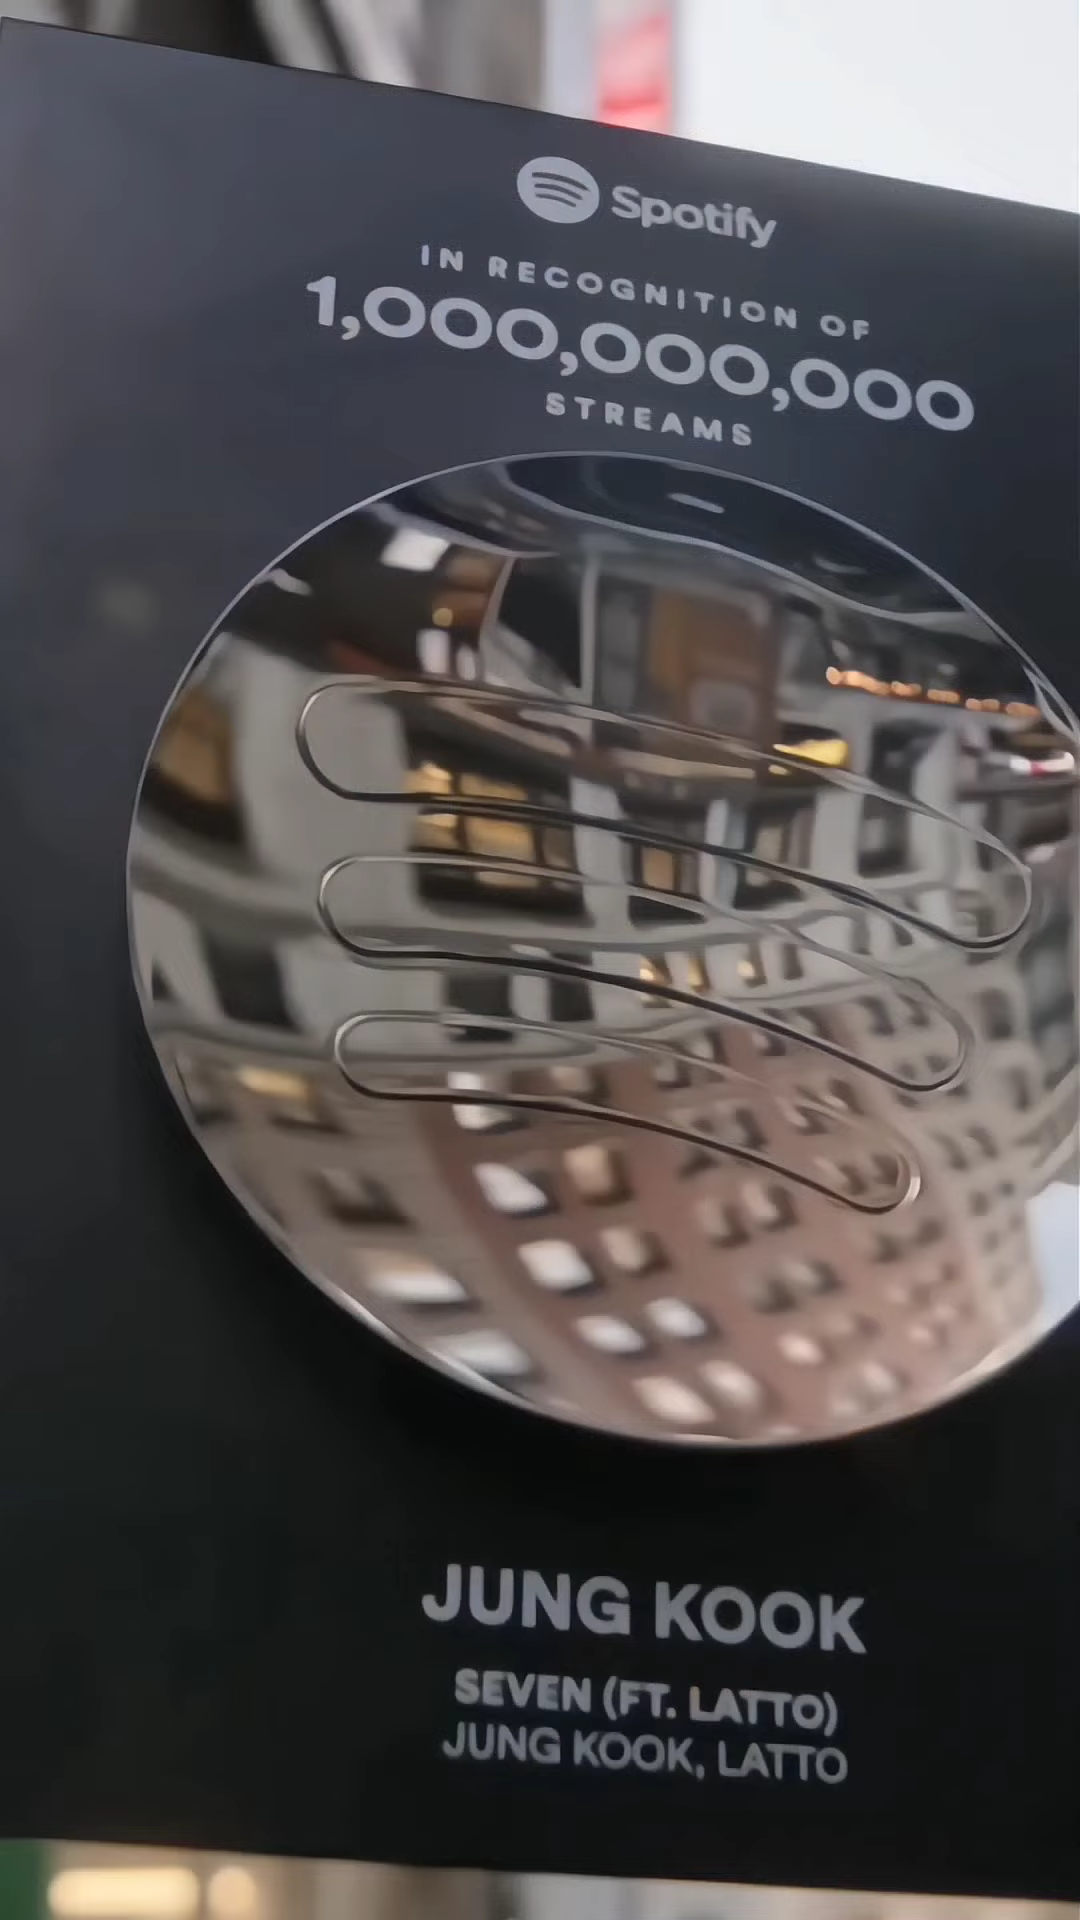 Spotify
IN RECOGNITION OF
1,000,000,000
STREAMS
JUNG KOOK
SEVEN (FT. LATTO)
JUNG KOOK, LATTO